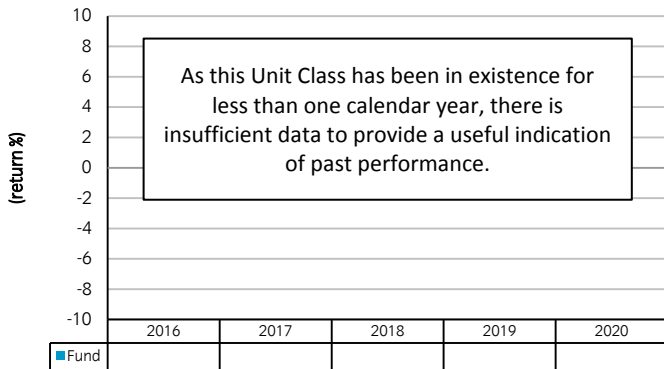 10
8
6
4
2
0
-2
-4
-6
-8
-10
(return %)
As this Unit Class has been in existence for
less than one calendar year, there is
insufficient data to provide a useful indication
of past performance.
2016 2017 2018 2019 2020
Fund